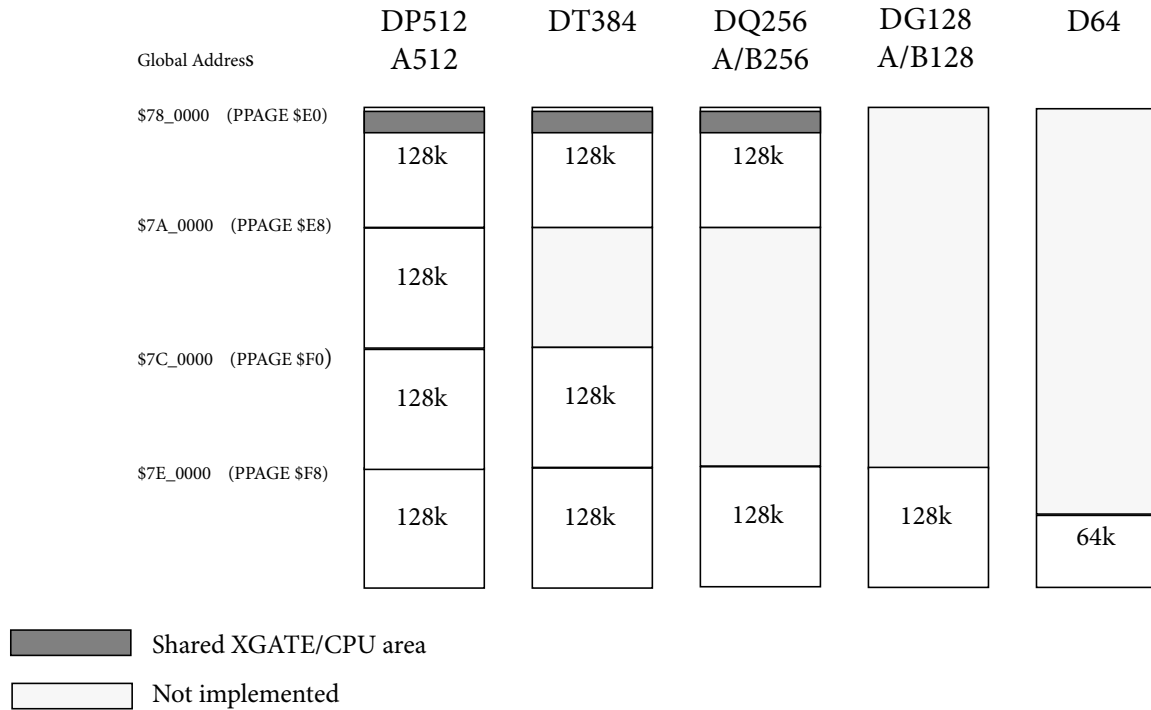 DP512 DT384 DQ256 DG128 D64
Global Address A512 A/B256 A/B128
$78_0000 (PPAGE $E0)
128k 128k 128k
$7A_0000 (PPAGE $E8)
128k
$7C_0000 (PPAGE $F0)
128k 128k
$7E_0000 (PPAGE $F8)
128k 128k 128k 128k
64k
Shared XGATE/CPU area
Not implemented